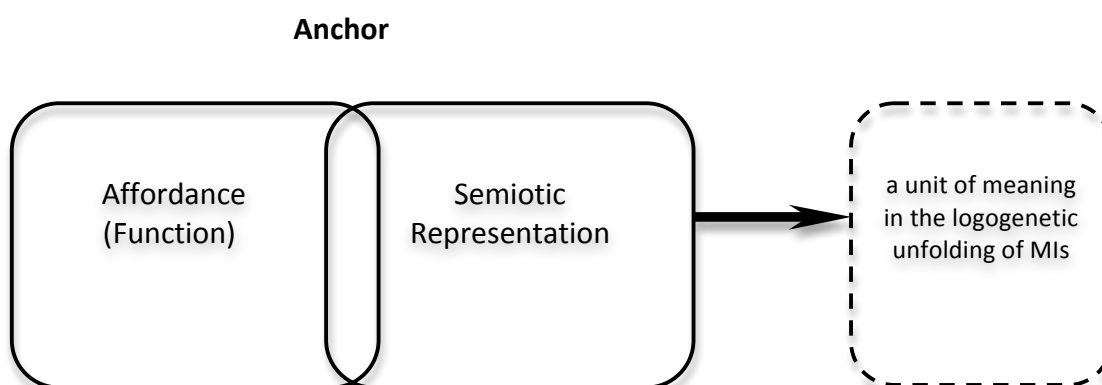 Anchor
Affordance
(Function)
Semiotic
Representation
a unit of meaning
in the logogenetic
unfolding of MIs